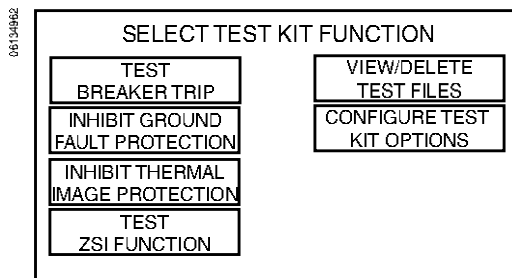 06134962
SELECT TEST KIT FUNCTION
TEST
BREAKER TRIP
INHIBIT GROUND
FAULT PROTECTION
INHIBIT THERMAL
IMAGE PROTECTION
TEST
ZSI FUNCTION
VIEW/DELETE
TEST FILES
CONFIGURE TEST
KIT OPTIONS